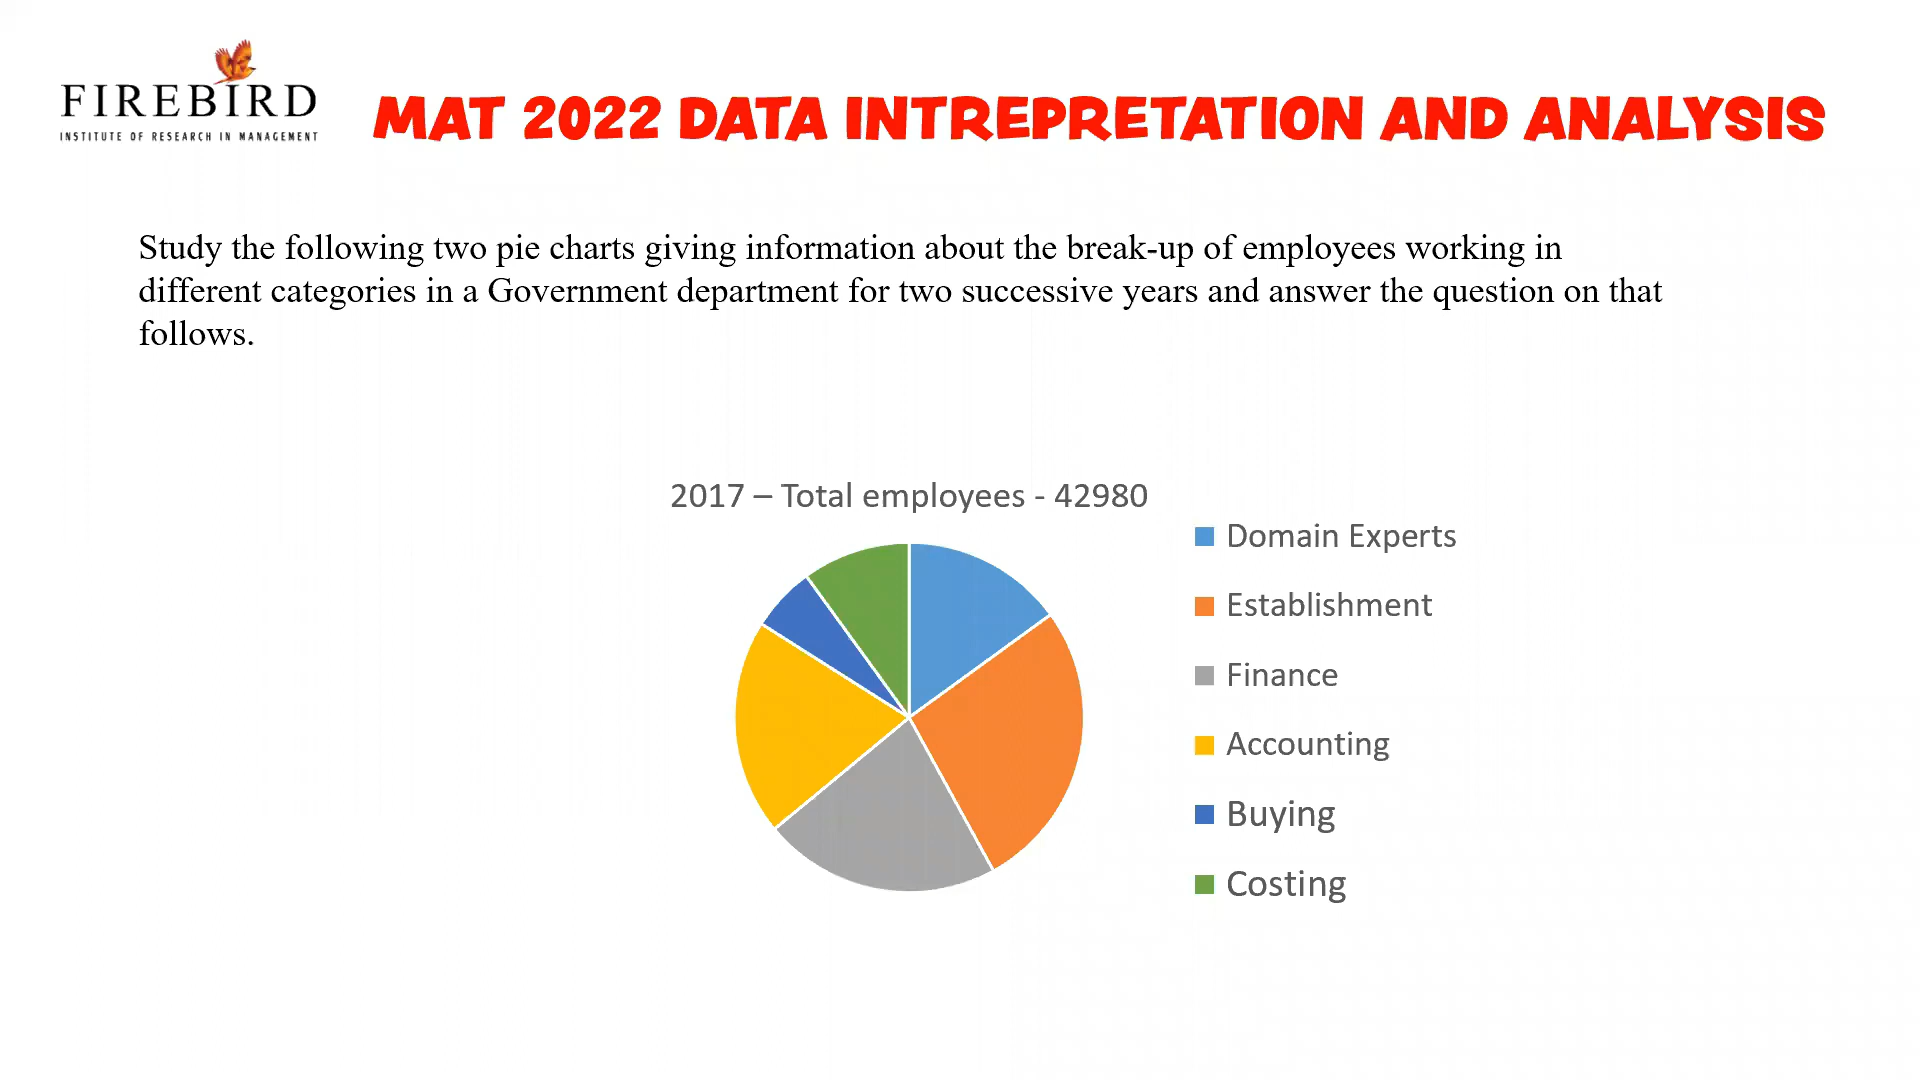 FIREBIRD
INSTITUTE OF RESEARCH IN MANAGEMENT
MAT 2022 DATA INTREPRETATION AND ANALYSIS
Study the following two pie charts giving information about the break-up of employees working in
different categories in a Government department for two successive years and answer the question on that
follows.
2017 – Total employees - 42980
Domain Experts
Establishment
Finance
Accounting
Buying
Costing